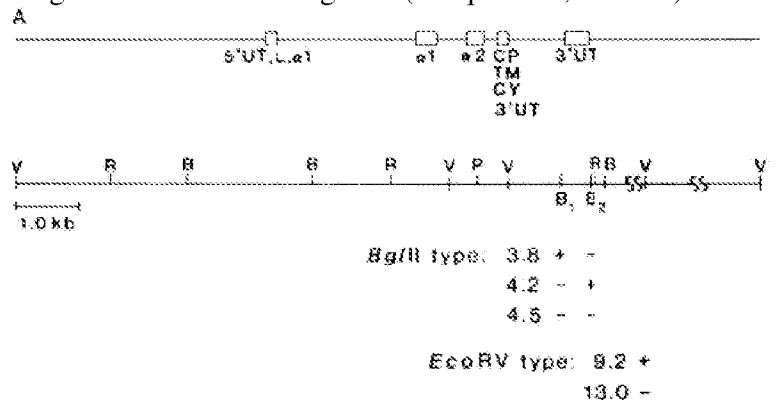 A
5'UT,L,α1 α1 α2 CP 3'UT
TM
CY
3'UT
V R B B R V P V R B V V
B1 B2
1.0 kb
BglII type: 3.8 + -
4.2 - +
4.5 - -
EcoRV type: 9.2 +
13.0 -